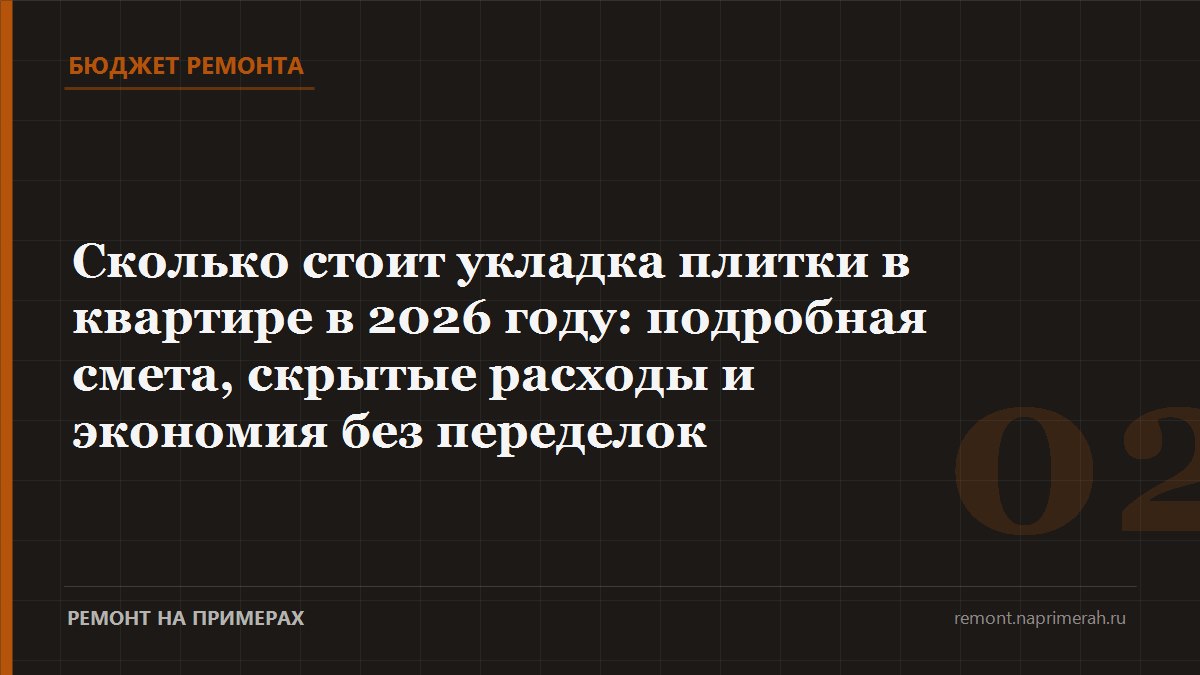 БЮДЖЕТ РЕМОНТА
Сколько стоит укладка плитки в
квартире в 2026 году: подробная
смета, скрытые расходы и
экономия без переделок
02
РЕМОНТ НА ПРИМЕРАХ
remont.naprimerah.ru